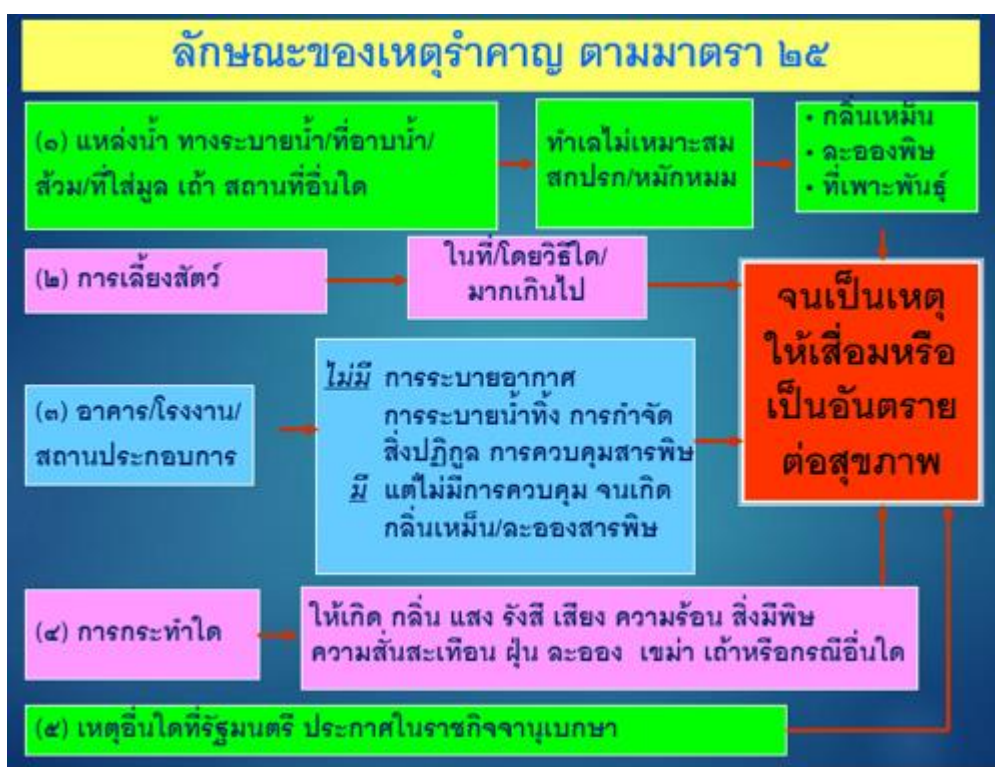 ลักษณะของเหตุรำคาญ ตามมาตรา ๒๕
(๑) แหล่งน้ำ ทางระบายน้ำ/ที่อาบน้ำ/
ส้วม/ที่ใส่มูล เถ้า สถานที่อื่นใด
ทำเลไม่เหมาะสม
สกปรก/หมักหมม
• กลิ่นเหม็น
• ละอองพิษ
• ที่เพาะพันธุ์
(๒) การเลี้ยงสัตว์
ในที่/โดยวิธีใด/
มากเกินไป
(๓) อาคาร/โรงงาน/
สถานประกอบการ
ไม่มี การระบายอากาศ
การระบายน้ำทิ้ง การกำจัด
สิ่งปฏิกูล การควบคุมสารพิษ
มี แต่ไม่มีการควบคุม จนเกิด
กลิ่นเหม็น/ละอองสารพิษ
จนเป็นเหตุ
ให้เสื่อมหรือ
เป็นอันตราย
ต่อสุขภาพ
(๔) การกระทำใด
ให้เกิด กลิ่น แสง รังสี เสียง ความร้อน สิ่งมีพิษ
ความสั่นสะเทือน ฝุ่น ละออง เขม่า เถ้าหรือกรณีอื่นใด
(๕) เหตุอื่นใดที่รัฐมนตรี ประกาศในราชกิจจานุเบกษา